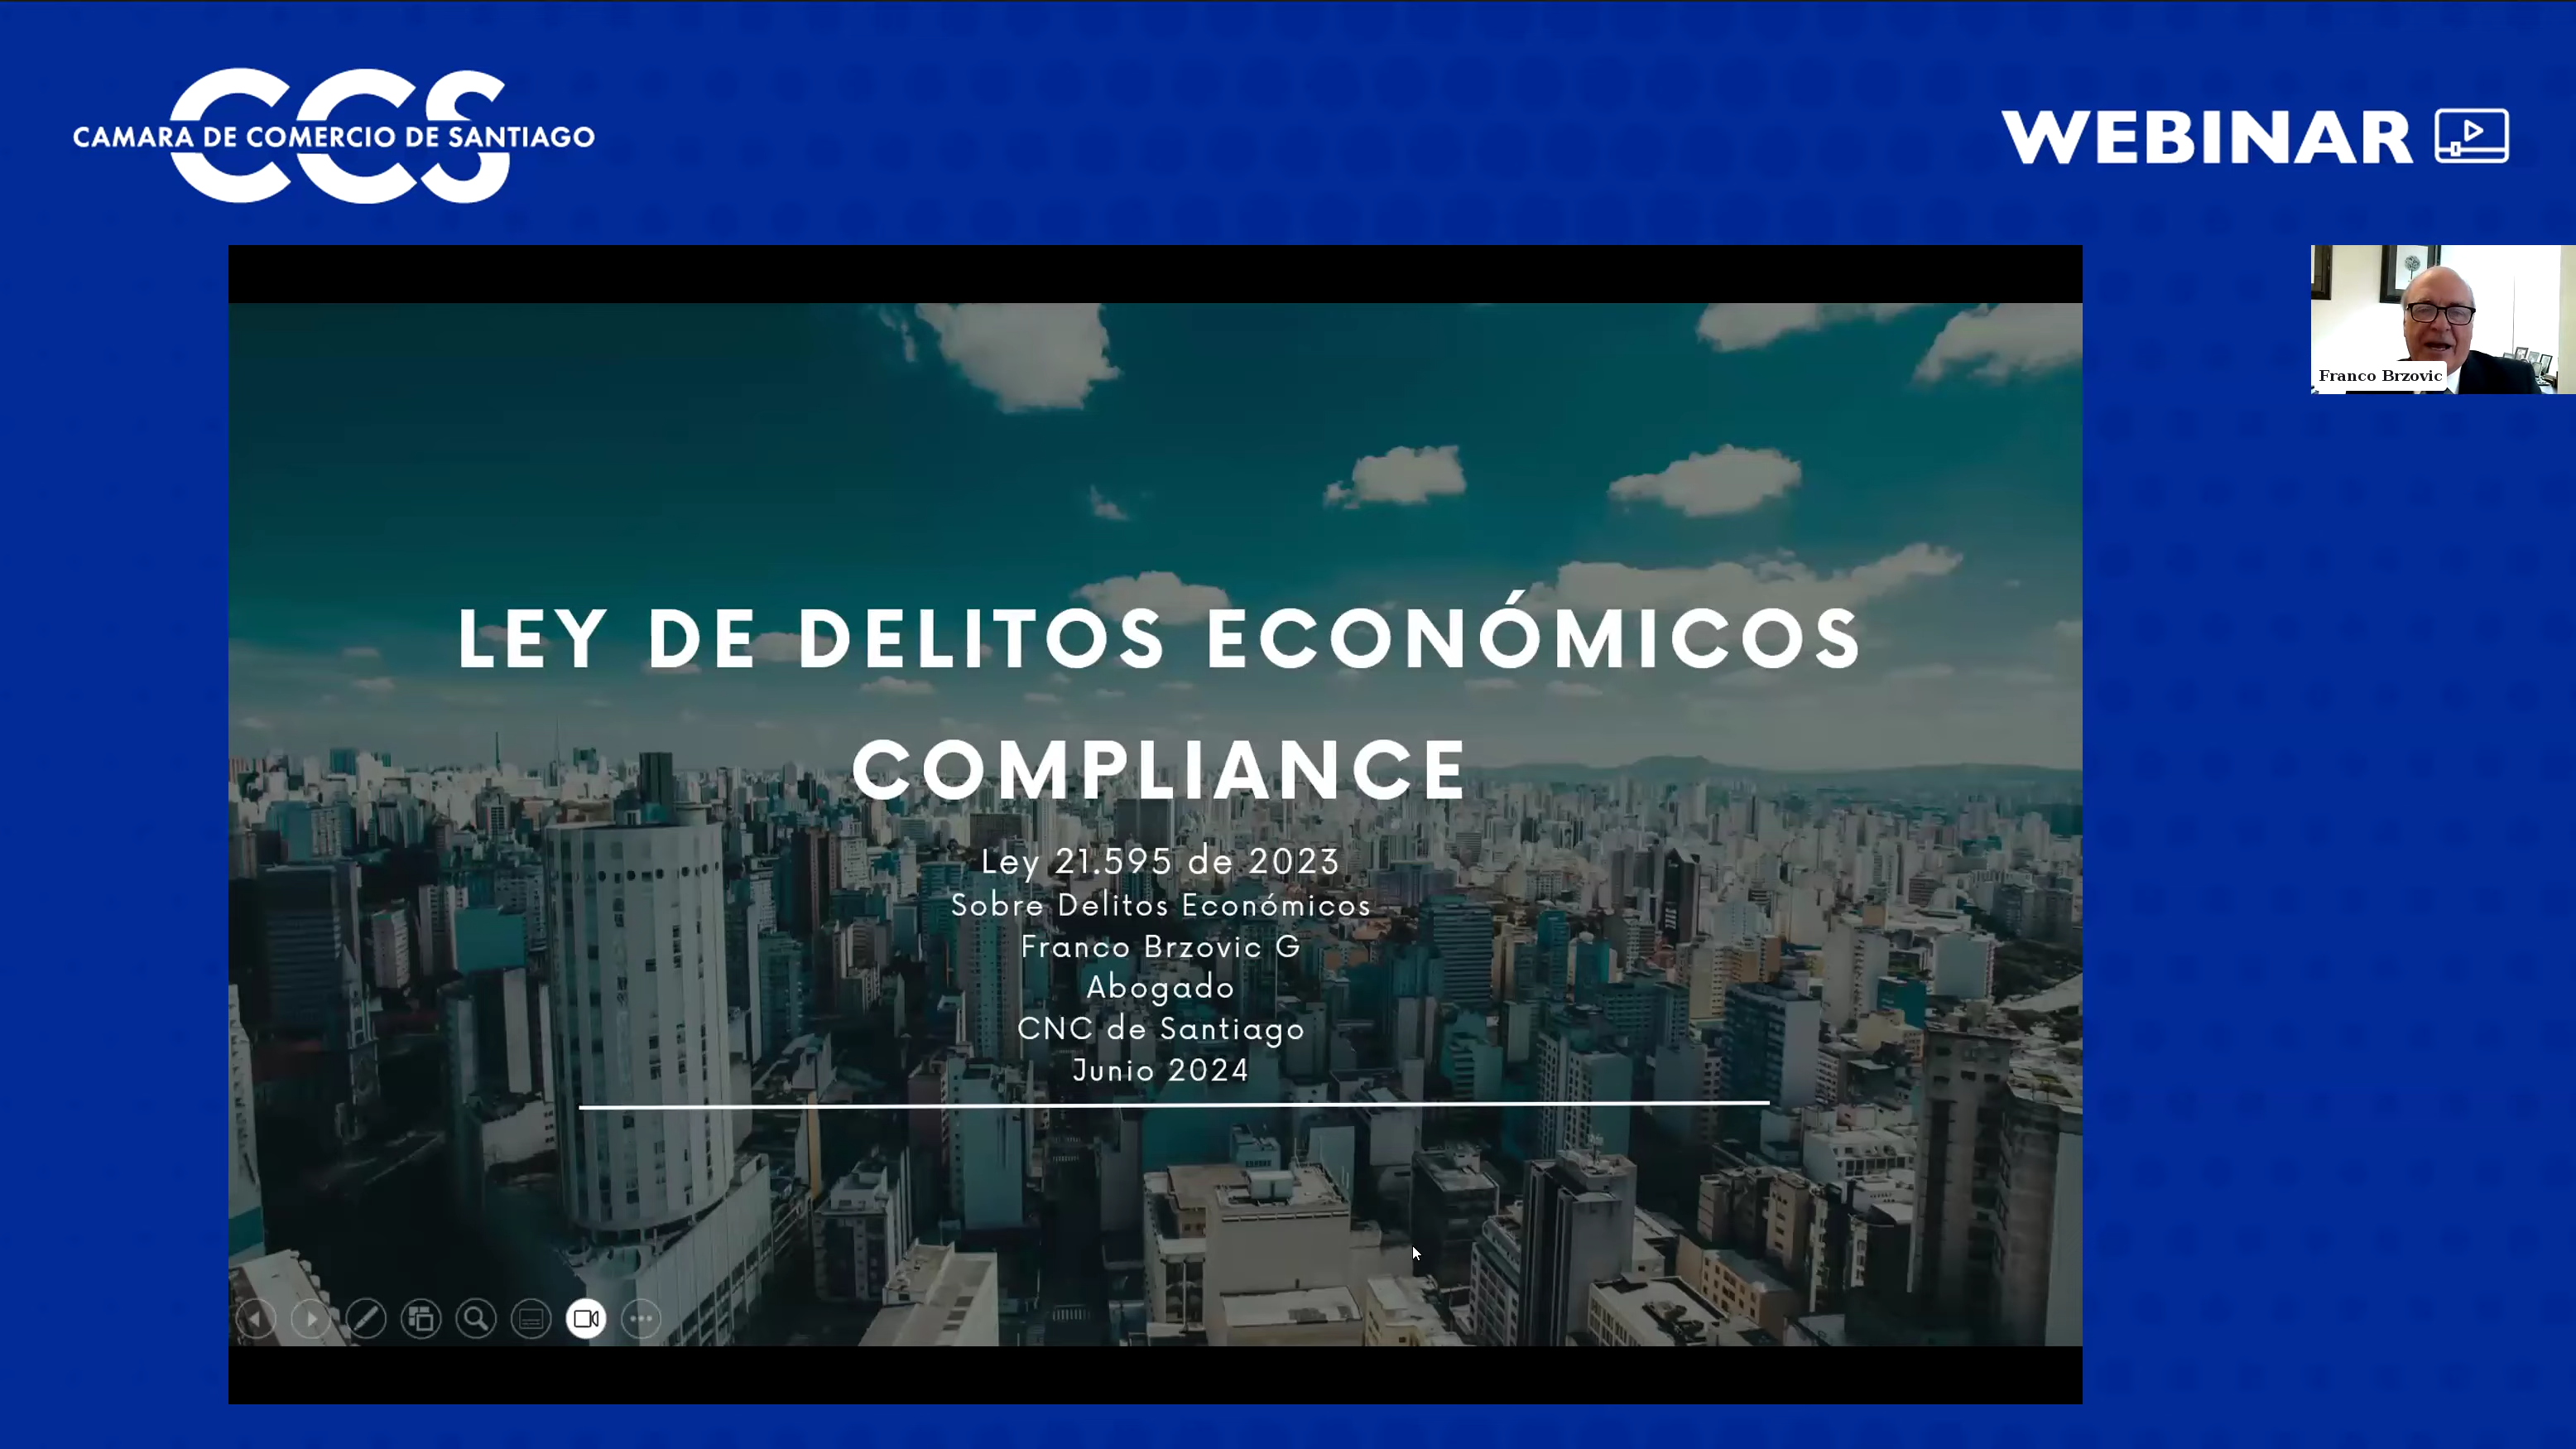 CCS
CAMARA DE COMERCIO DE SANTIAGO
WEBINAR
Franco Brzovic
LEY DE DELITOS ECONÓMICOS
COMPLIANCE
Ley 21.595 de 2023
Sobre Delitos Económicos
Franco Brzovic G
Abogado
CNC de Santiago
Junio 2024